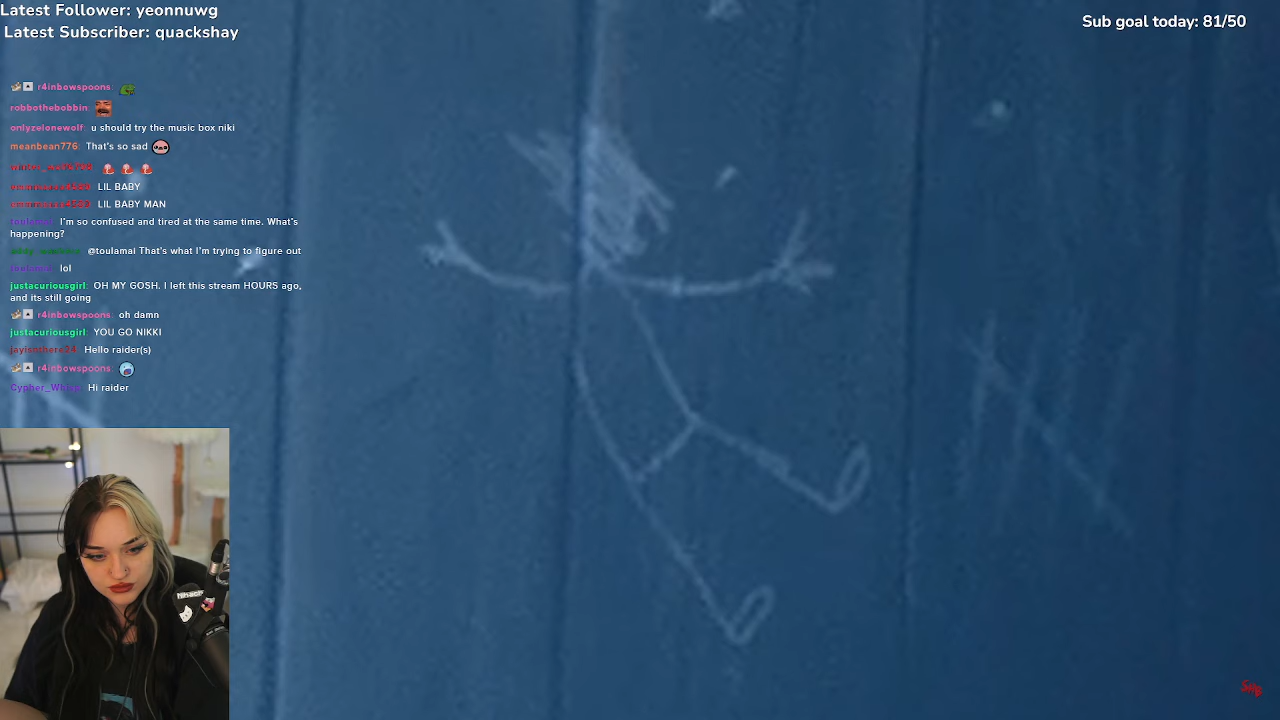 Latest Follower: yeonnuwg
Latest Subscriber: quackshay
Sub goal today: 81/50
r4inbowspoons:
robbothebobbin:
onlyzelonewolf: u should try the music box niki
meanbean776: That's so sad
LIL BABY
LIL BABY MAN
toulamai: I'm so confused and tired at the same time. What's
happening?
@toulamai That's what I'm trying to figure out
toulamai: lol
justacuriousgirl: OH MY GOSH. I left this stream HOURS ago,
and its still going
r4inbowspoons: oh damn
justacuriousgirl: YOU GO NIKKI
Hello raider(s)
r4inbowspoons:
Hi raider